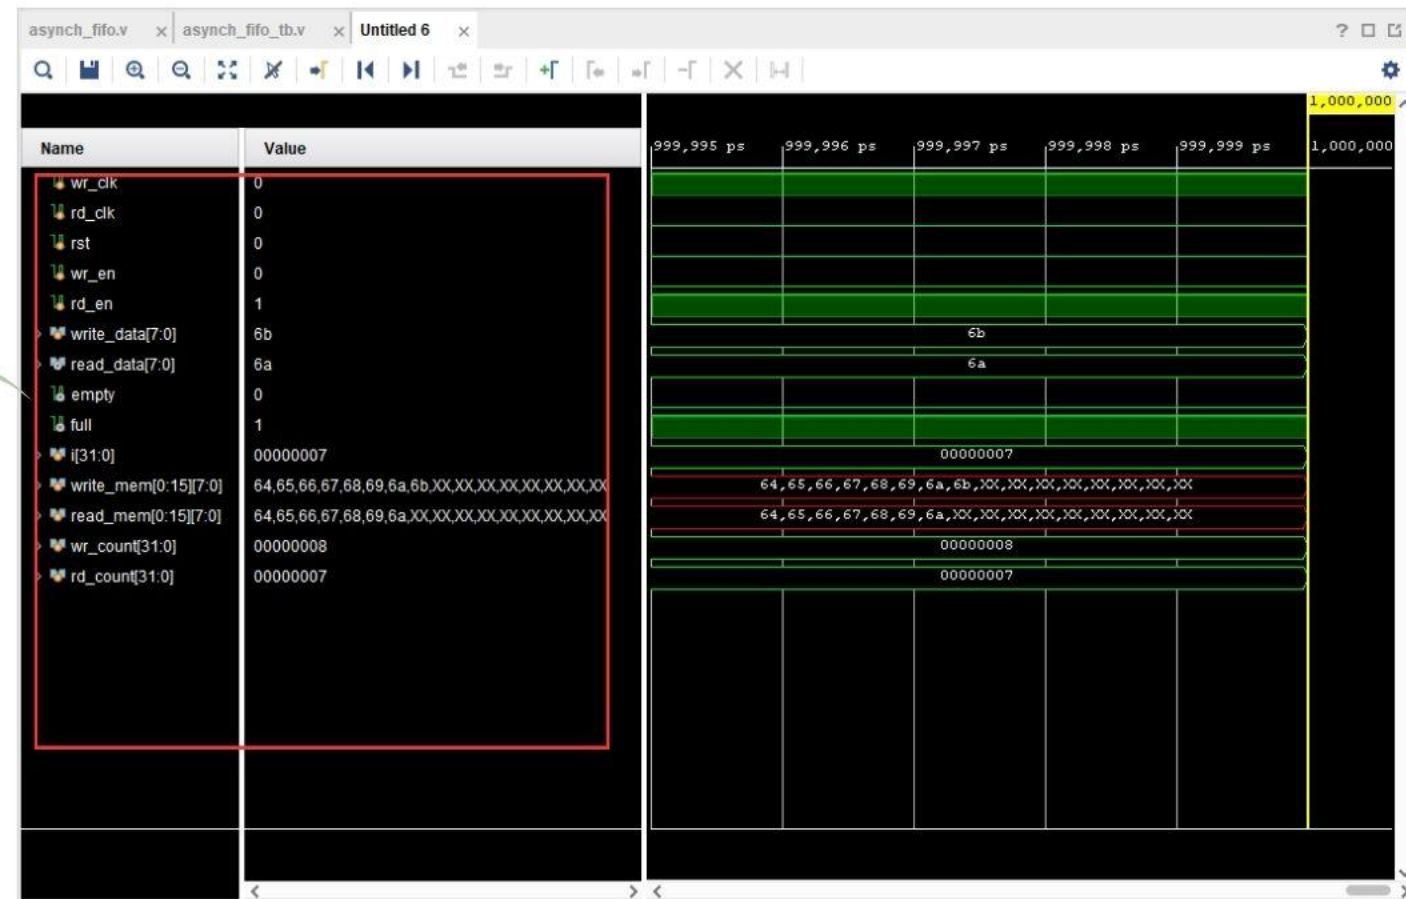 asynch_fifo.v × asynch_fifo_tb.v × Untitled 6 ×
1,000,000
Name Value 999,995 ps 999,996 ps 999,997 ps 999,998 ps 999,999 ps 1,000,000
wr_clk 0
rd_clk 0
rst 0
wr_en 0
rd_en 1
write_data[7:0] 6b 6b
read_data[7:0] 6a 6a
empty 0
full 1
i[31:0] 00000007 00000007
write_mem[0:15][7:0] 64,65,66,67,68,69,6a,6b,XX,XX,XX,XX,XX,XX,XX,XX 64,65,66,67,68,69,6a,6b,XX,XX,XX,XX,XX,XX,XX,XX
read_mem[0:15][7:0] 64,65,66,67,68,69,6a,XX,XX,XX,XX,XX,XX,XX,XX,XX 64,65,66,67,68,69,6a,XX,XX,XX,XX,XX,XX,XX,XX,XX
wr_count[31:0] 00000008 00000008
rd_count[31:0] 00000007 00000007